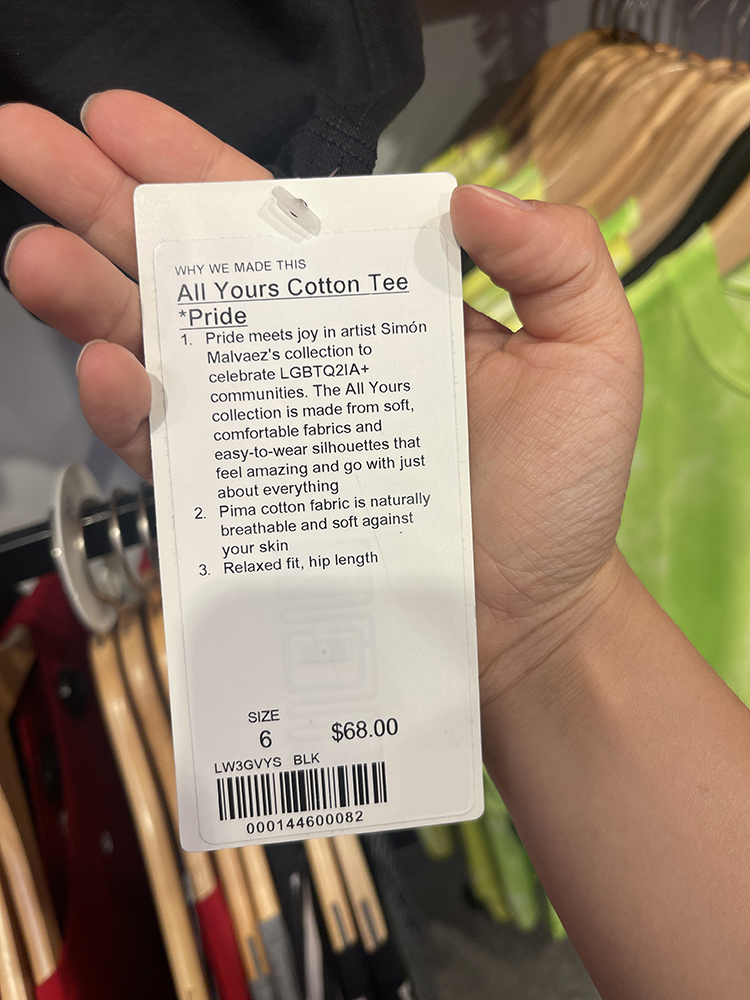 WHY WE MADE THIS
All Yours Cotton Tee
*Pride
1. Pride meets joy in artist Simón
Malvaez's collection to
celebrate LGBTQ2IA+
communities. The All Yours
collection is made from soft,
comfortable fabrics and
easy-to-wear silhouettes that
feel amazing and go with just
about everything
2. Pima cotton fabric is naturally
breathable and soft against
your skin
3. Relaxed fit, hip length
SIZE
6 $68.00
LW3GVYS BLK
000144600082